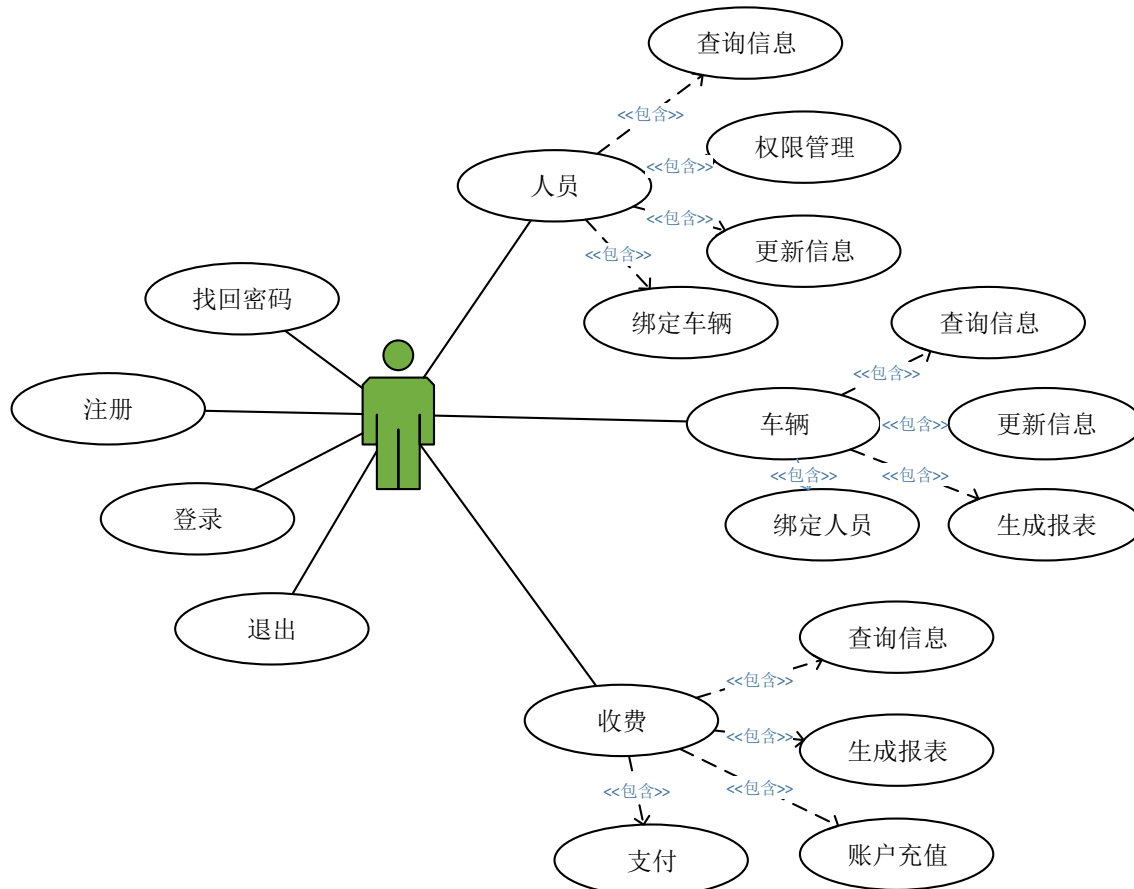 查询信息
<<包含>>
权限管理
<<包含>>
人员
<<包含>>
更新信息
<<包含>>
绑定车辆
找回密码
查询信息
<<包含>>
注册
车辆
<<包含>>
更新信息
<<包含>>
<<包含>>
绑定人员
生成报表
登录
退出
查询信息
<<包含>>
收费
<<包含>>
生成报表
<<包含>>
<<包含>>
支付
账户充值